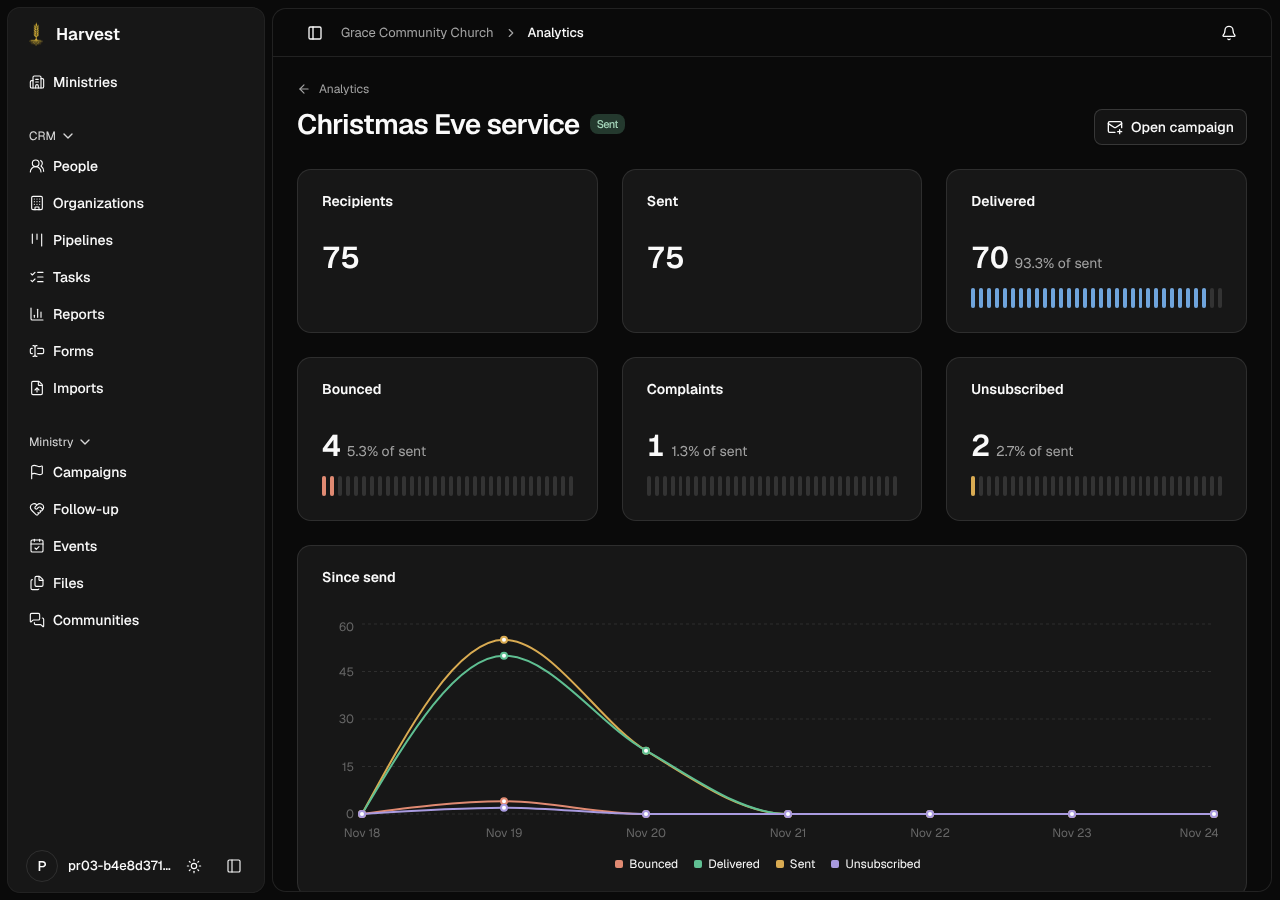 Harvest
Ministries
CRM
People
Organizations
Pipelines
Tasks
Reports
Forms
Imports
Ministry
Campaigns
Follow-up
Events
Files
Communities
P
pr03-b4e8d371...
Grace Community Church > Analytics
Analytics
Christmas Eve service Sent
Open campaign
Recipients
75
Sent
75
Delivered
70 93.3% of sent
Bounced
4 5.3% of sent
Complaints
1 1.3% of sent
Unsubscribed
2 2.7% of sent
Since send
60
45
30
15
0
Nov 18 Nov 19 Nov 20 Nov 21 Nov 22 Nov 23 Nov 24
Bounced Delivered Sent Unsubscribed